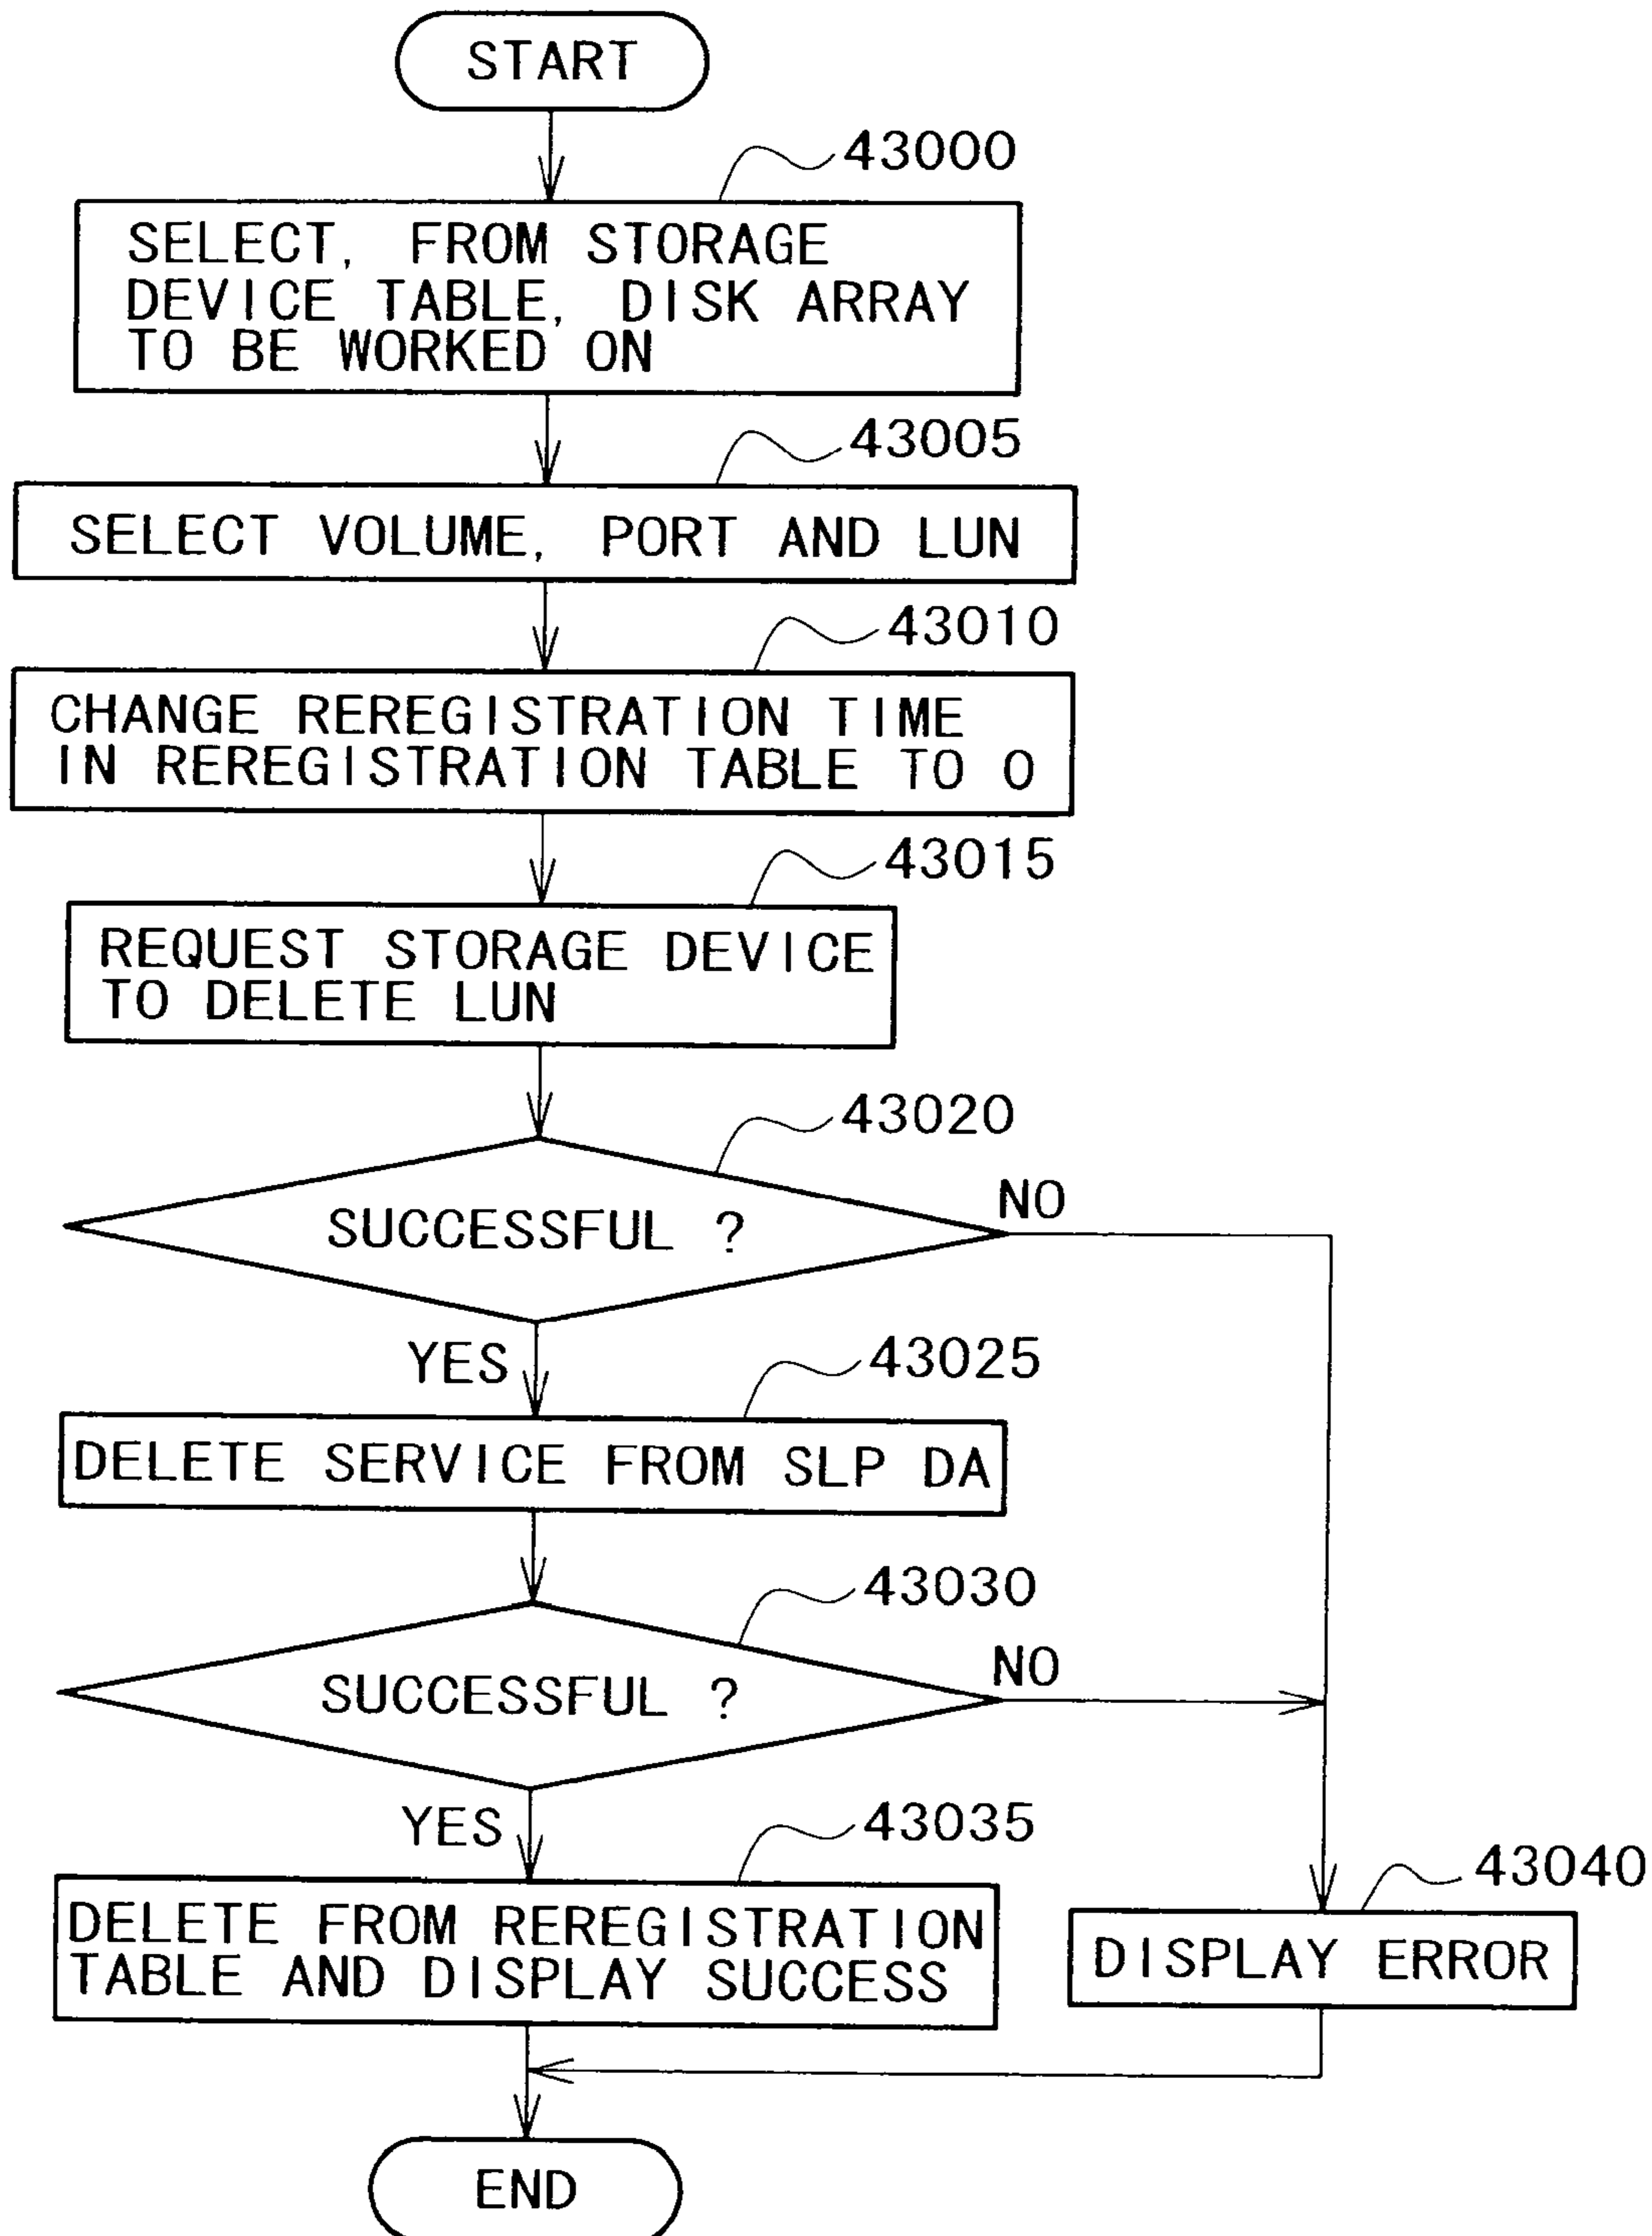 START
43000
SELECT, FROM STORAGE
DEVICE TABLE, DISK ARRAY
TO BE WORKED ON
43005
SELECT VOLUME, PORT AND LUN
43010
CHANGE REREGISTRATION TIME
IN REREGISTRATION TABLE TO 0
43015
REQUEST STORAGE DEVICE
TO DELETE LUN
43020
SUCCESSFUL ?
NO
YES
43025
DELETE SERVICE FROM SLP DA
43030
SUCCESSFUL ?
NO
YES
43035
DELETE FROM REREGISTRATION
TABLE AND DISPLAY SUCCESS
43040
DISPLAY ERROR
END